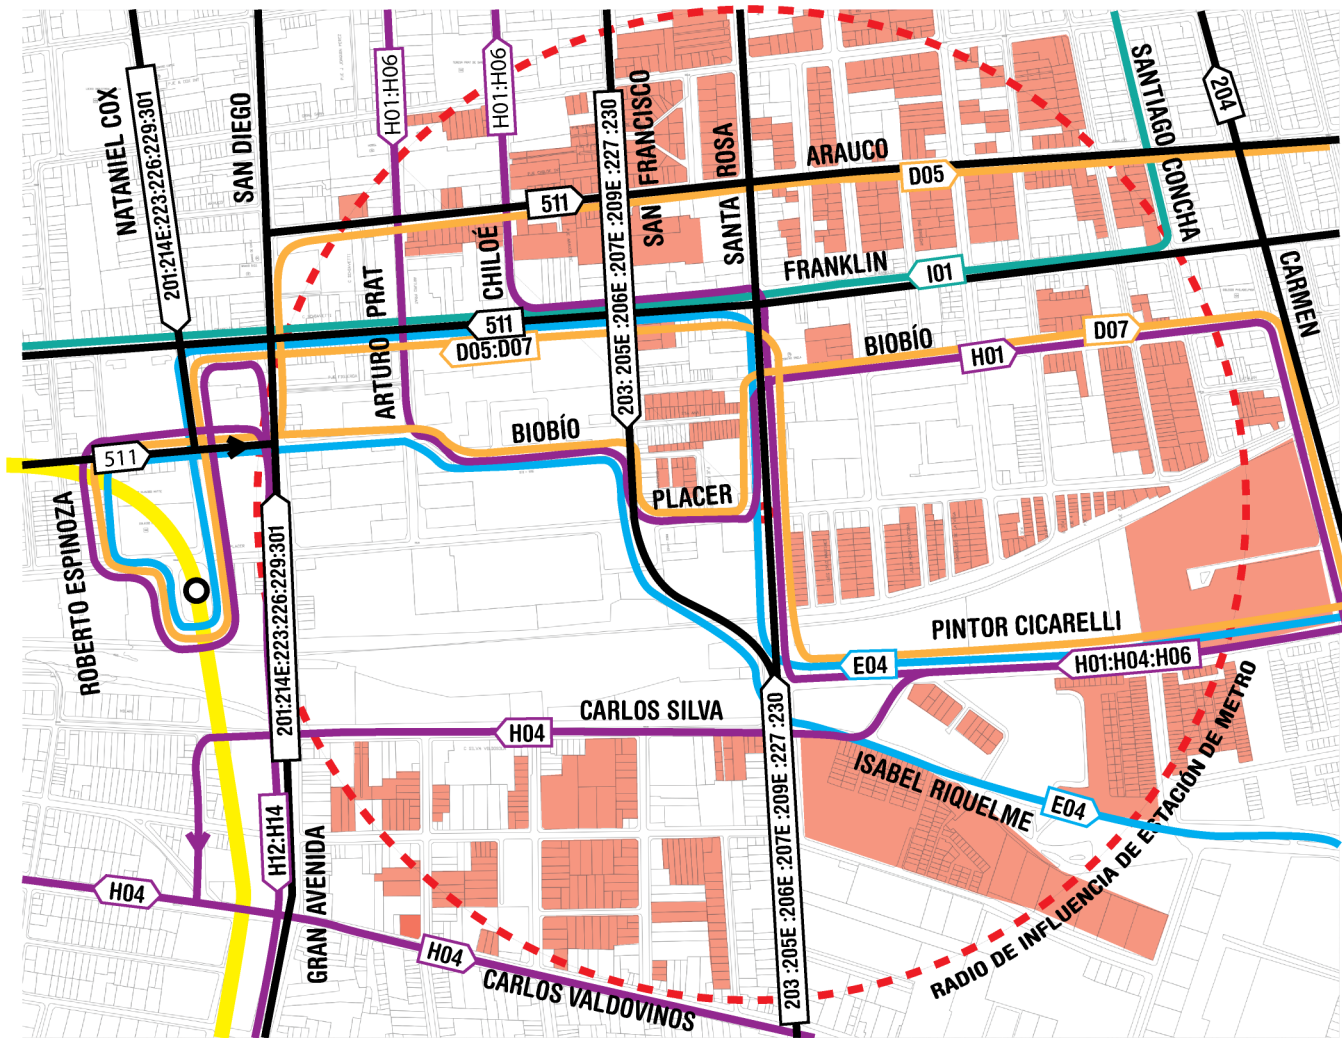 NATANIEL COX
201:214E:223:226:229:301
SAN DIEGO
H01:H06
H01:H06
203: 205E :206E :207E :209E :227 :230
SAN FRANCISCO
SANTA ROSA
ARAUCO
SANTIAGO CONCHA
204
511
D05
ARTURO PRAT
CHILOÉ
FRANKLIN
I01
CARMEN
511
D05:D07
BIOBÍO
D07
H01
511
BIOBÍO
PLACER
ROBERTO ESPINOZA
201:214E:223:226:229:301
PINTOR CICARELLI
E04
H01:H04:H06
CARLOS SILVA
H04
203 :205E :206E :207E :209E :227 :230
ISABEL RIQUELME
E04
RADIO DE INFLUENCIA DE ESTACIÓN DE METRO
H12:H14
GRAN AVENIDA
H04
H04
CARLOS VALDOVINOS